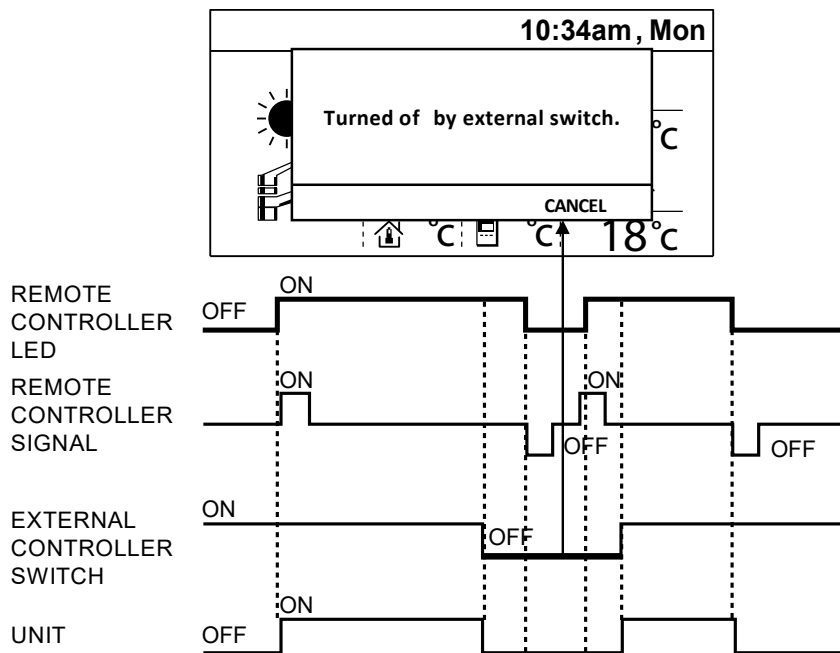 10:34am, Mon
Turned of by external switch.
°C
CANCEL
°C °C 18°C
REMOTE
CONTROLLER
LED
OFF
ON
REMOTE
CONTROLLER
SIGNAL
ON
ON
OFF
OFF
EXTERNAL
CONTROLLER
SWITCH
ON
OFF
UNIT
OFF
ON